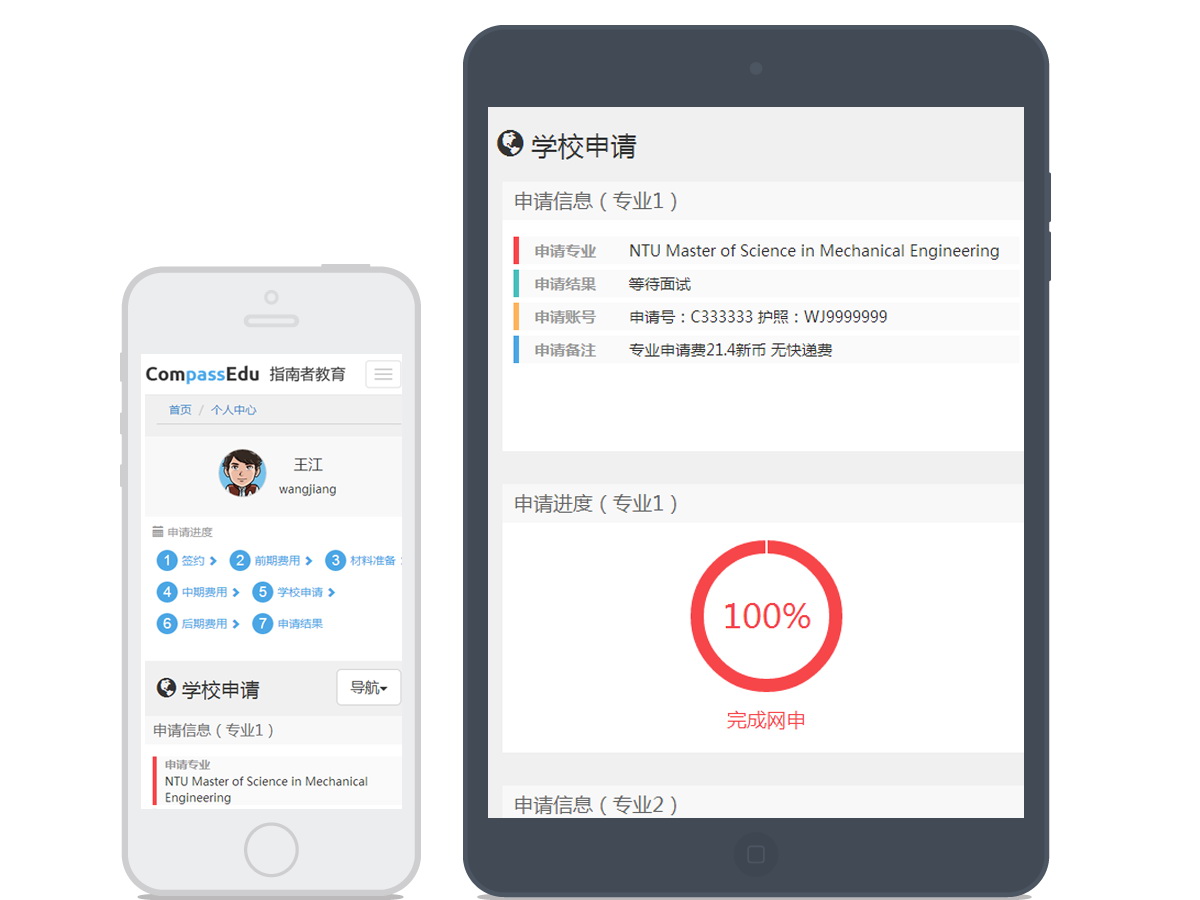 CompassEdu 指南者教育
首页 / 个人中心
王江
wangjiang
申请进度
1 签约 2 前期费用 3 材料准备
4 中期费用 5 学校申请
6 后期费用 7 申请结果
学校申请 导航
申请信息（专业1）
申请专业
NTU Master of Science in Mechanical
Engineering
学校申请
申请信息（专业1）
申请专业 NTU Master of Science in Mechanical Engineering
申请结果 等待面试
申请账号 申请号：C333333 护照：WJ9999999
申请备注 专业申请费21.4新币 无快递费
申请进度（专业1）
100%
完成网申
申请信息（专业2）